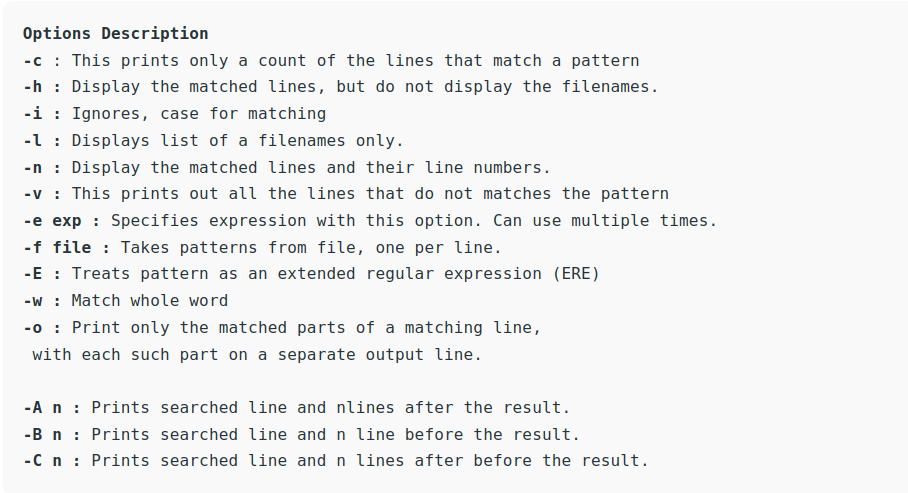 Options Description
-c : This prints only a count of the lines that match a pattern
-h : Display the matched lines, but do not display the filenames.
-i : Ignores, case for matching
-l : Displays list of a filenames only.
-n : Display the matched lines and their line numbers.
-v : This prints out all the lines that do not matches the pattern
-e exp : Specifies expression with this option. Can use multiple times.
-f file : Takes patterns from file, one per line.
-E : Treats pattern as an extended regular expression (ERE)
-w : Match whole word
-o : Print only the matched parts of a matching line,
with each such part on a separate output line.
-A n : Prints searched line and nlines after the result.
-B n : Prints searched line and n line before the result.
-C n : Prints searched line and n lines after before the result.